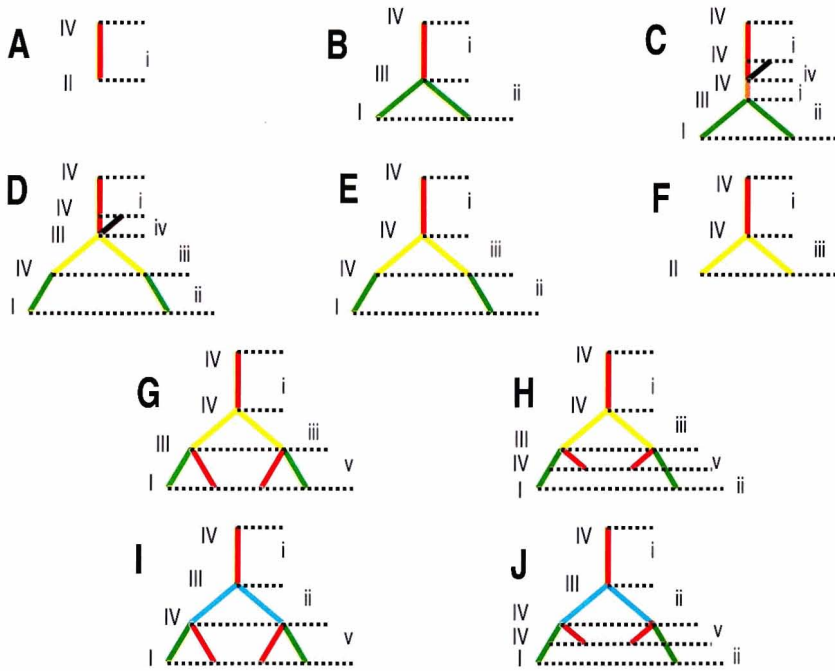 A IV i II
B IV i III ii I
C IV i IV iv IV i III ii I
D IV i IV iv III iii IV ii I
E IV i IV iii IV ii I
F IV i IV iii II
G IV i IV iii III v I
H IV i IV iii III IV v I ii
I IV i III ii IV v I
J IV i III ii IV IV v I ii